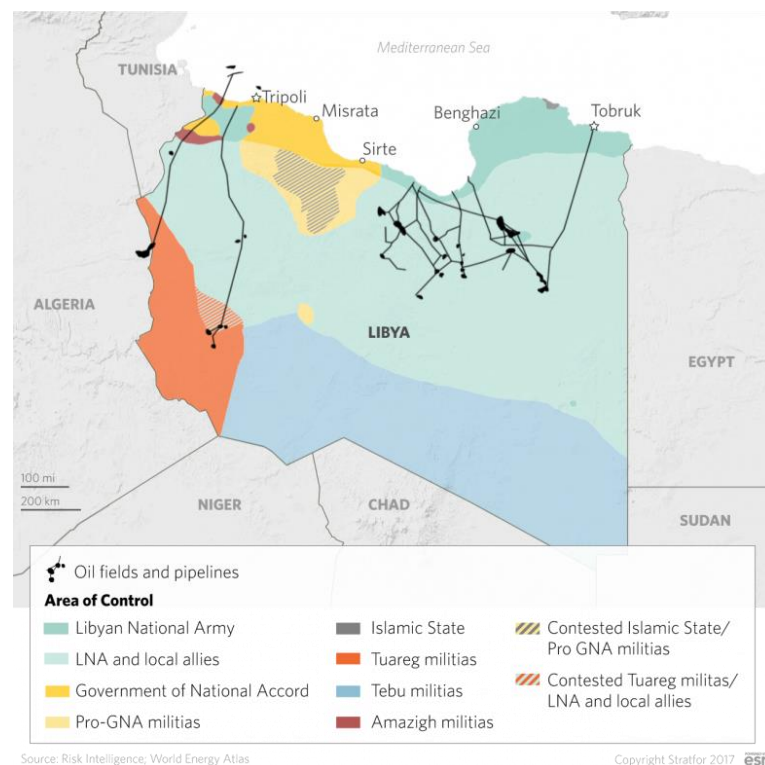 Mediterranean Sea
TUNISIA
Tripoli
Misrata
Benghazi
Tobruk
Sirte
ALGERIA
LIBYA
EGYPT
100 mi
200 km
NIGER
CHAD
SUDAN
Oil fields and pipelines
Area of Control
Libyan National Army
LNA and local allies
Government of National Accord
Pro-GNA militias
Islamic State
Tuareg militias
Tebu militias
Amazigh militias
Contested Islamic State/
Pro GNA militias
Contested Tuareg militas/
LNA and local allies
Source: Risk Intelligence; World Energy Atlas
Copyright Stratfor 2017